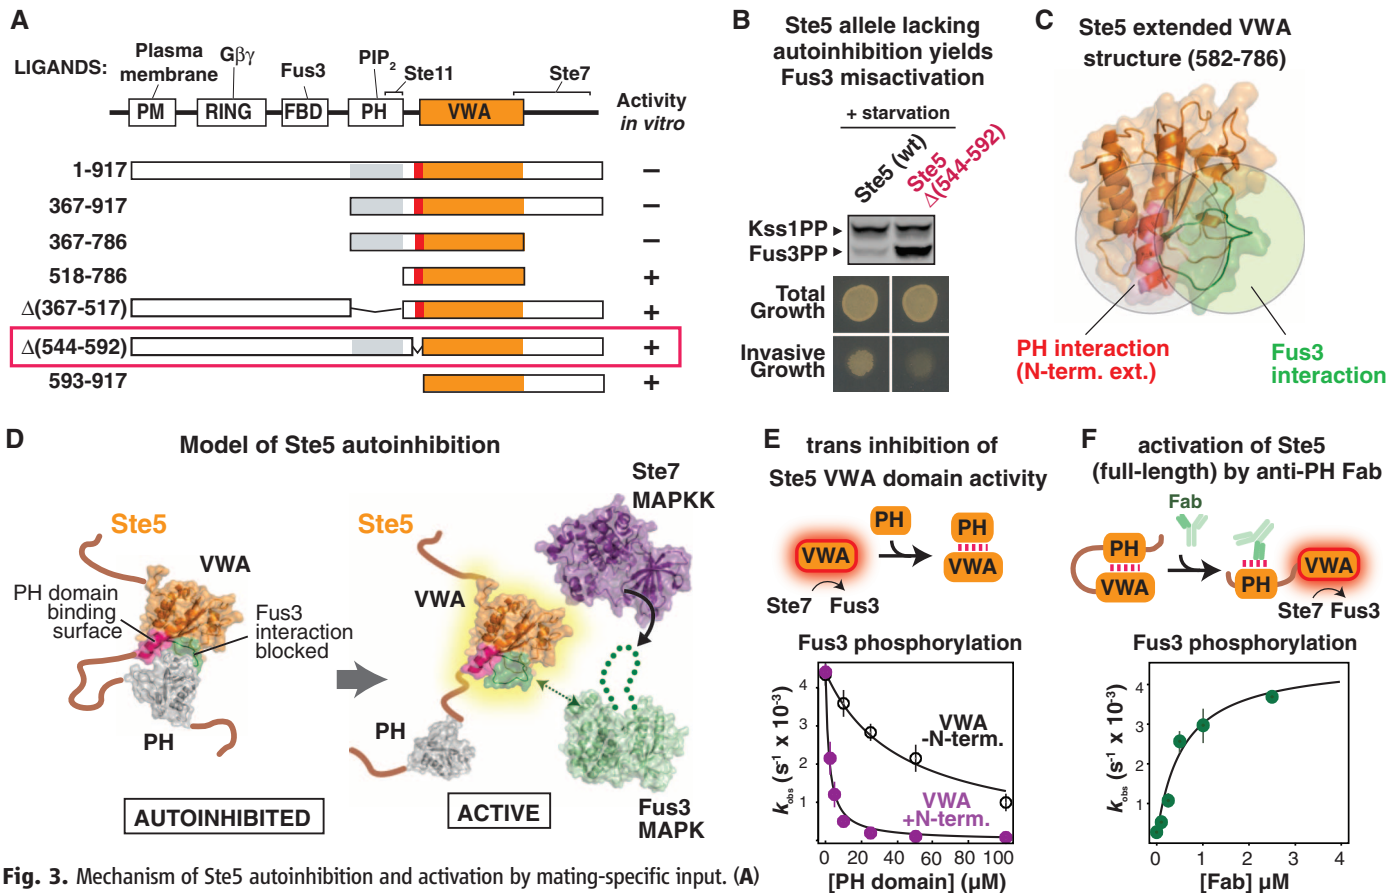 A
LIGANDS:
Plasma
membrane
Gβγ
Fus3
PIP2
Ste11
Ste7
PM
RING
FBD
PH
VWA
Activity
in vitro
1-917
–
367-917
–
367-786
–
518-786
+
Δ(367-517)
+
Δ(544-592)
+
593-917
+
B
Ste5 allele lacking
autoinhibition yields
Fus3 misactivation
+ starvation
Ste5 (wt)
Ste5
Δ(544-592)
Kss1PP
Fus3PP
Total
Growth
Invasive
Growth
C
Ste5 extended VWA
structure (582-786)
PH interaction
(N-term. ext.)
Fus3
interaction
D
Model of Ste5 autoinhibition
Ste5
VWA
PH domain
binding
surface
Fus3
interaction
blocked
PH
AUTOINHIBITED
Ste5
VWA
PH
ACTIVE
Ste7
MAPKK
Fus3
MAPK
E
trans inhibition of
Ste5 VWA domain activity
PH
VWA
Ste7 Fus3
PH
VWA
Fus3 phosphorylation
kobs (s-1 x 10-3)
4
3
2
1
VWA
-N-term.
VWA
+N-term.
0 20 40 60 80 100
[PH domain] (µM)
F
activation of Ste5
(full-length) by anti-PH Fab
Fab
PH
VWA
PH
VWA
Ste7 Fus3
Fus3 phosphorylation
kobs (s-1 x 10-3)
4
3
2
1
0 1 2 3 4
[Fab] µM
Fig. 3. Mechanism of Ste5 autoinhibition and activation by mating-specific input. (A)